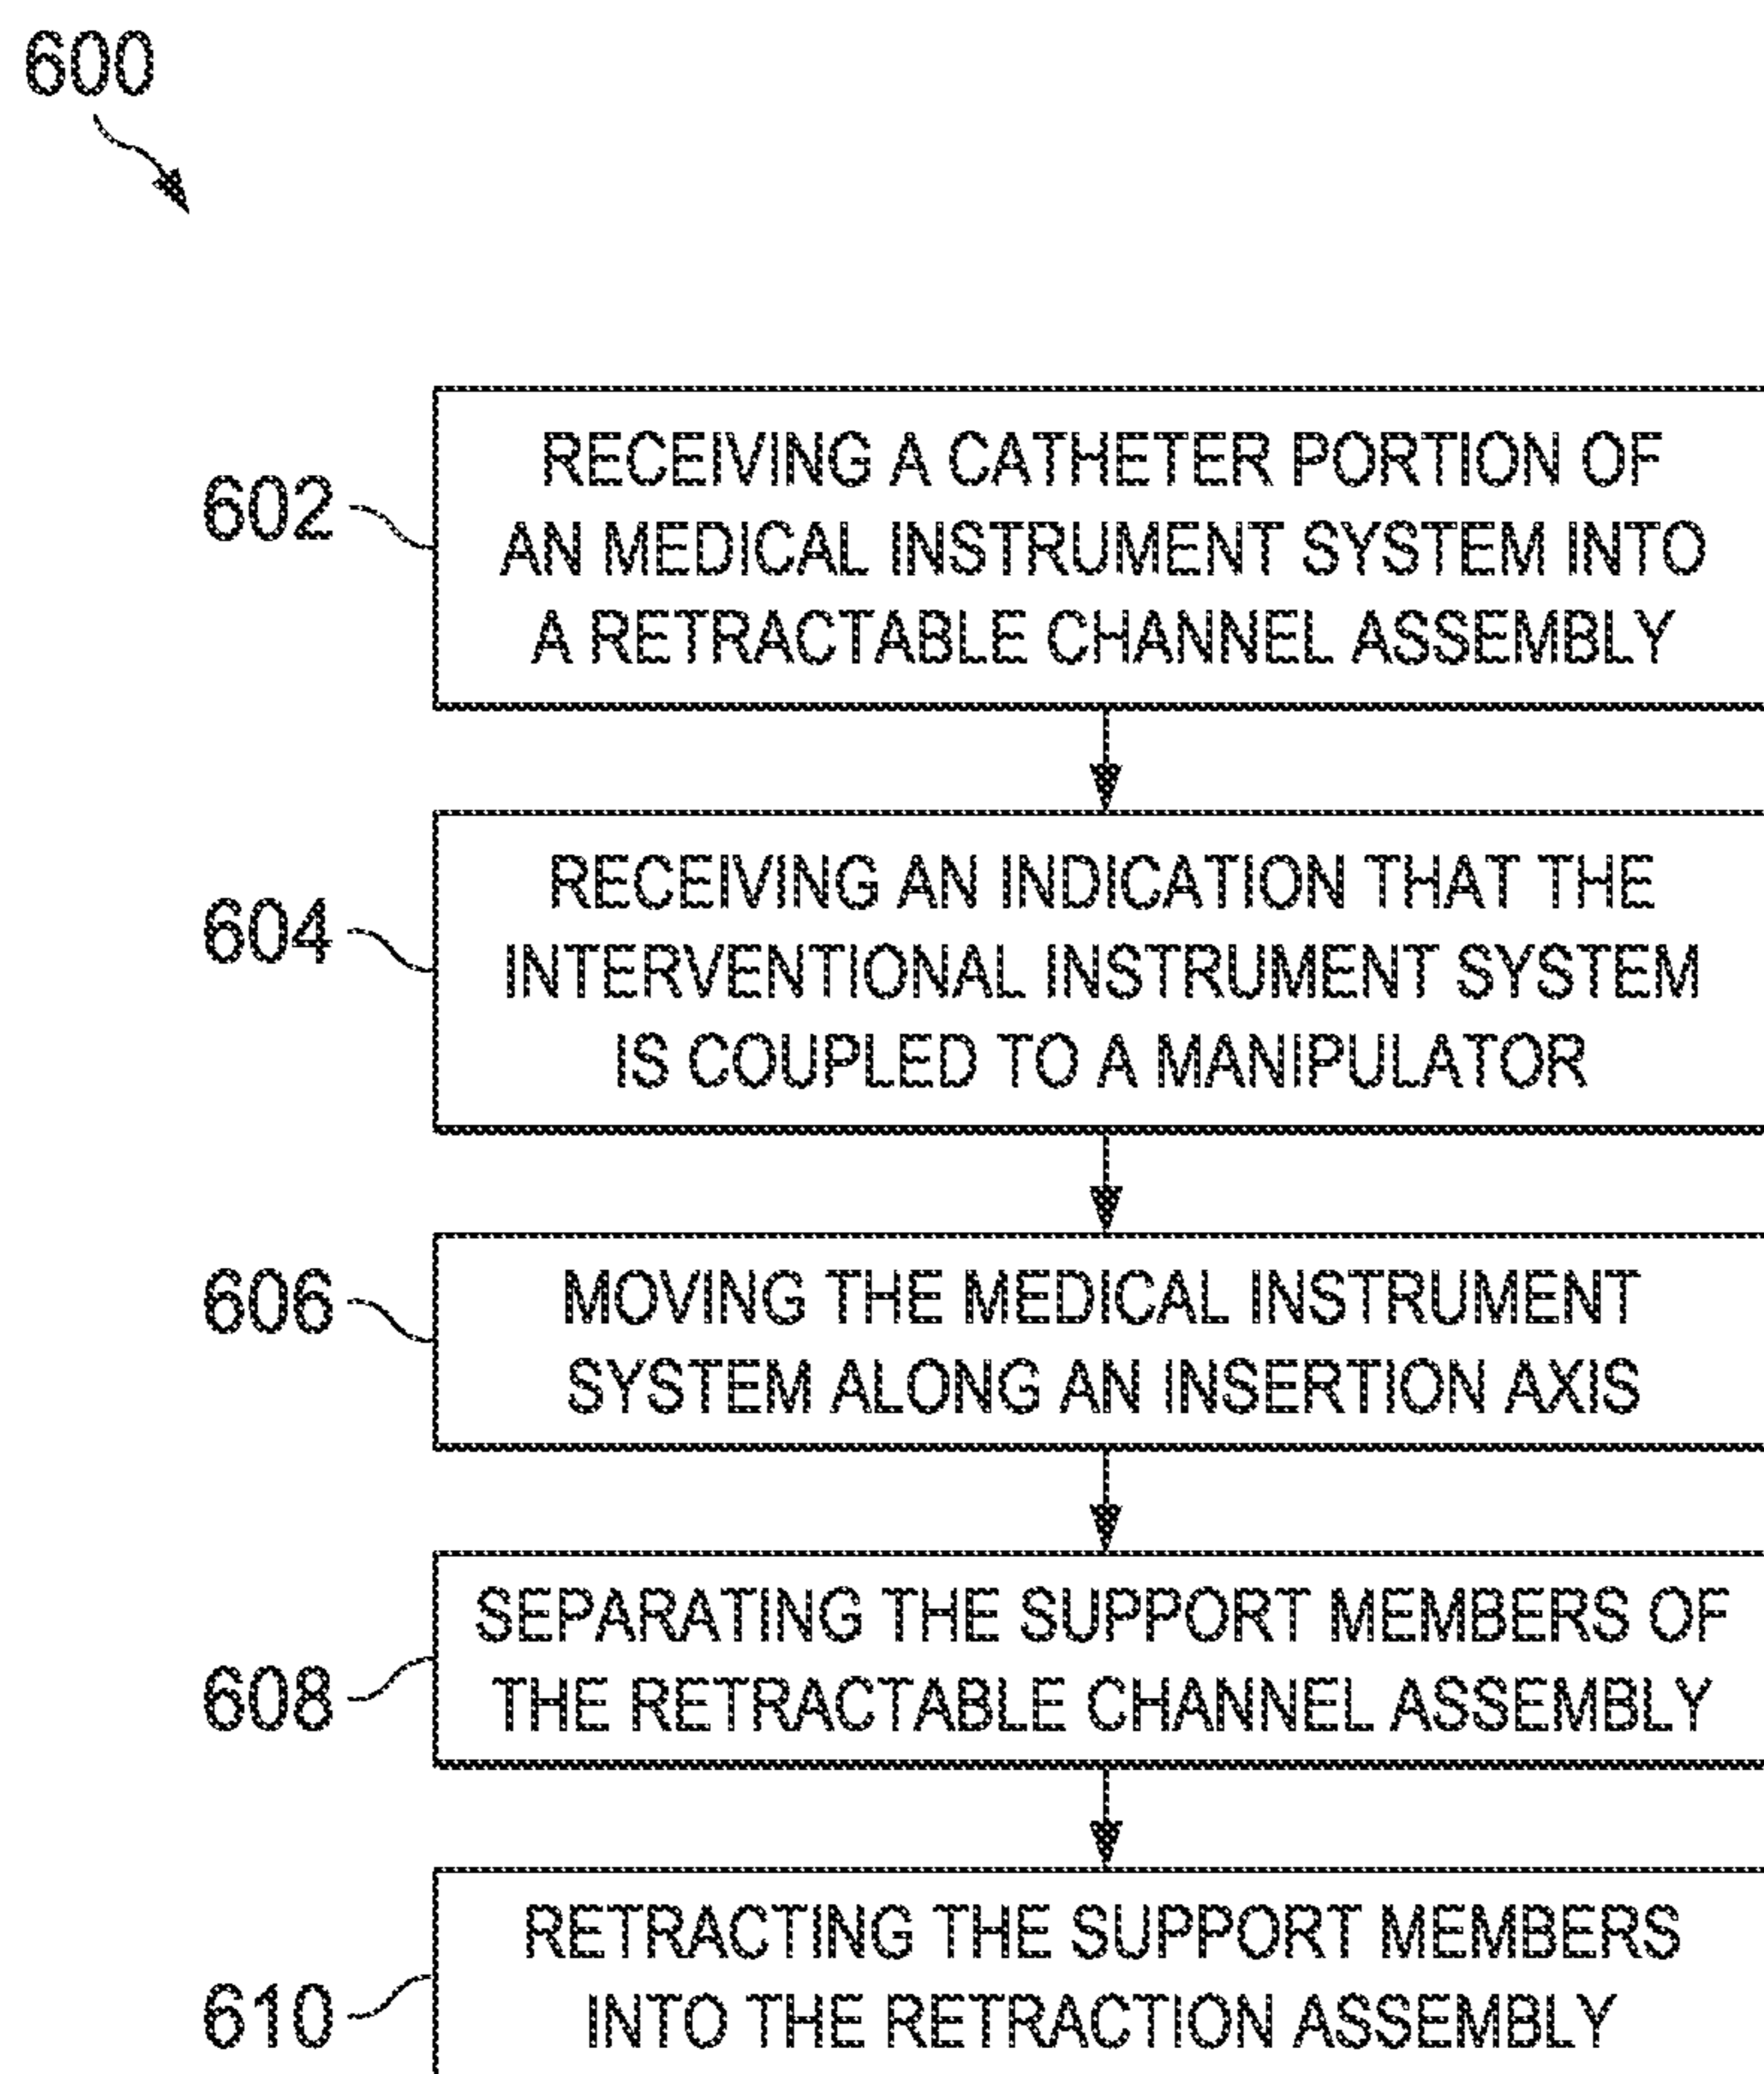 600
602
RECEIVING A CATHETER PORTION OF
AN MEDICAL INSTRUMENT SYSTEM INTO
A RETRACTABLE CHANNEL ASSEMBLY
604
RECEIVING AN INDICATION THAT THE
INTERVENTIONAL INSTRUMENT SYSTEM
IS COUPLED TO A MANIPULATOR
606
MOVING THE MEDICAL INSTRUMENT
SYSTEM ALONG AN INSERTION AXIS
608
SEPARATING THE SUPPORT MEMBERS OF
THE RETRACTABLE CHANNEL ASSEMBLY
610
RETRACTING THE SUPPORT MEMBERS
INTO THE RETRACTION ASSEMBLY